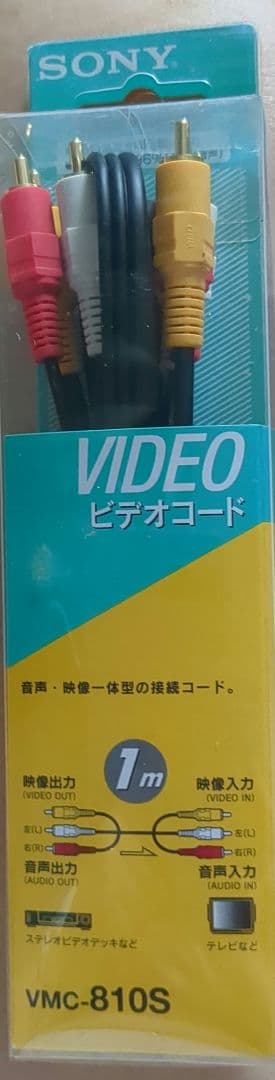 SONY
VIDEO
ビデオコード
音声・映像一体型の接続コード。
1m
映像出力
(VIDEO OUT)
映像入力
(VIDEO IN)
左(L)
左(L)
右(R)
右(R)
音声出力
(AUDIO OUT)
音声入力
(AUDIO IN)
ステレオビデオデッキなど
テレビなど
VMC-810S